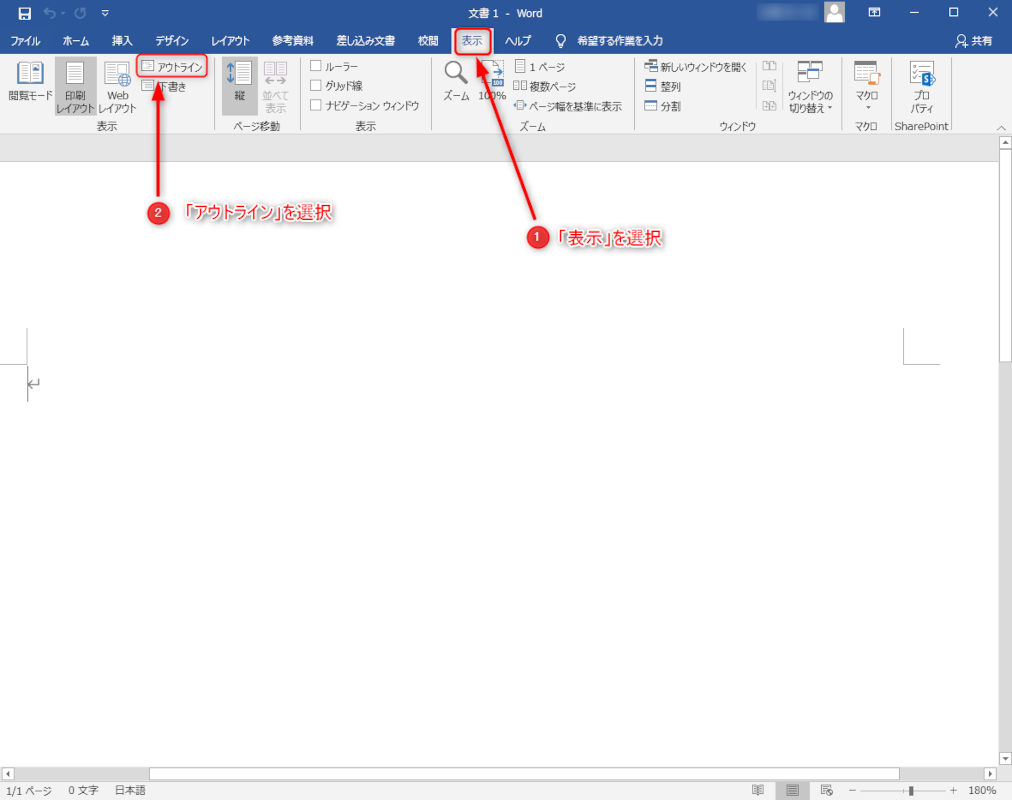 文書 1 - Word
ファイル ホーム 挿入 デザイン レイアウト 参考資料 差し込み文書 校閲 表示 ヘルプ 希望する作業を入力 共有
閲覧モード
印刷
レイアウト
Web
レイアウト
アウトライン
下書き
表示
縦
並べて
表示
ページ移動
ルーラー
グリッド線
ナビゲーション ウィンドウ
表示
ズーム
100%
1 ページ
複数ページ
ページ幅を基準に表示
ズーム
新しいウィンドウを開く
整列
分割
ウィンドウの
切り替え
ウィンドウ
マクロ
マクロ
プロ
パティ
SharePoint
2 「アウトライン」を選択
1 「表示」を選択
1/1 ページ 0 文字 日本語
180%